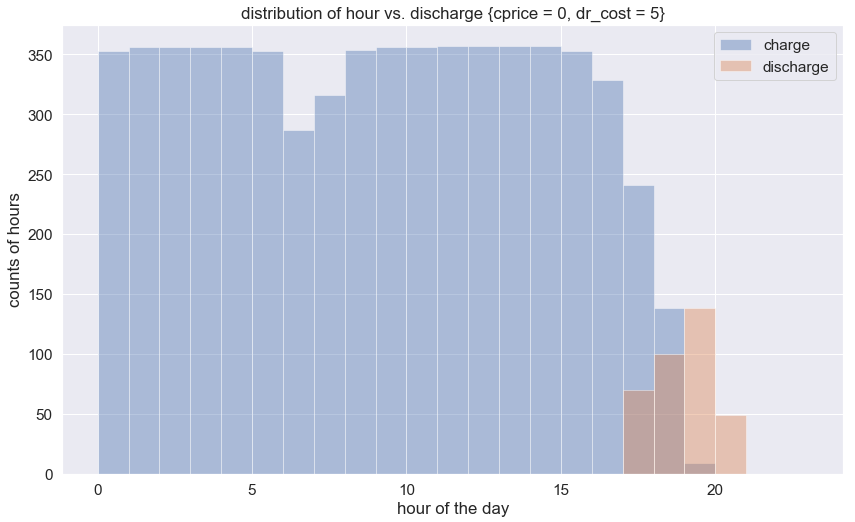 distribution of hour vs. discharge {cprice = 0, dr_cost = 5}
charge
discharge
counts of hours
350
300
250
200
150
100
50
0
0 5 10 15 20
hour of the day